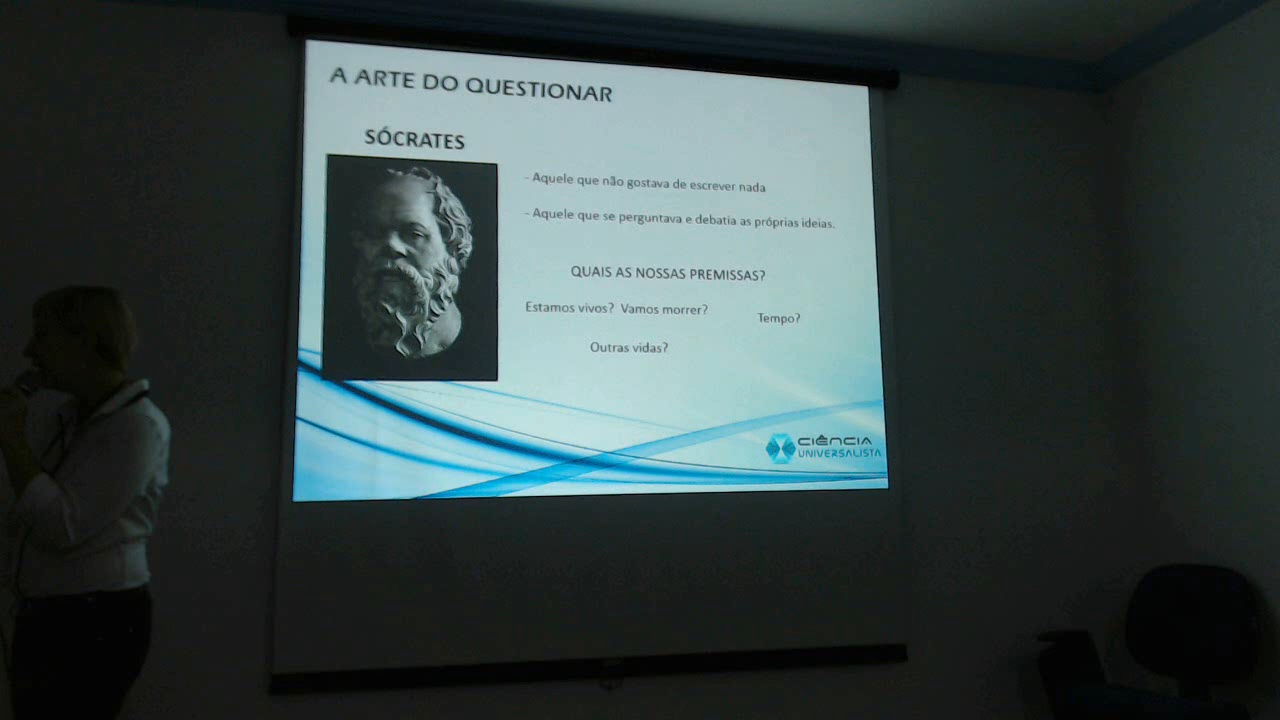 A ARTE DO QUESTIONAR
SÓCRATES
- Aquele que não gostava de escrever nada
- Aquele que se perguntava e debatia as próprias ideias.
QUAIS AS NOSSAS PREMISSAS?
Estamos vivos? Vamos morrer?
Tempo?
Outras vidas?
CIÊNCIA
UNIVERSALISTA